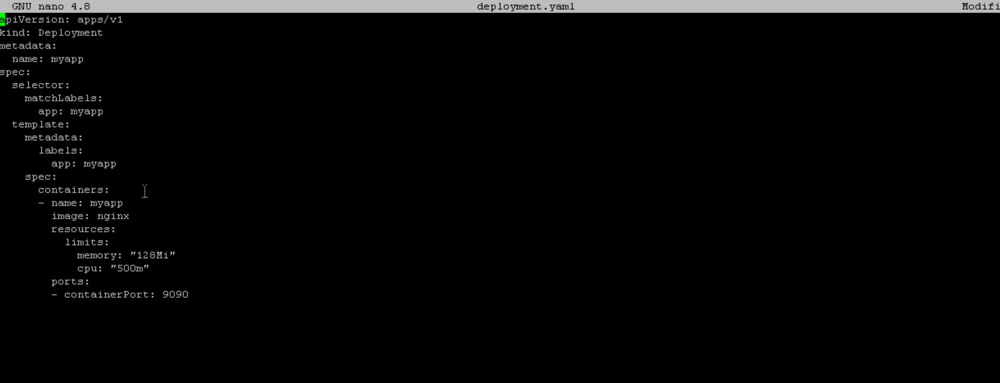 GNU nano 4.8 deployment.yaml Modifi
apiVersion: apps/v1
kind: Deployment
metadata:
  name: myapp
spec:
  selector:
    matchLabels:
      app: myapp
  template:
    metadata:
      labels:
        app: myapp
    spec:
      containers:
      - name: myapp
        image: nginx
        resources:
          limits:
            memory: "128Mi"
            cpu: "500m"
        ports:
        - containerPort: 9090